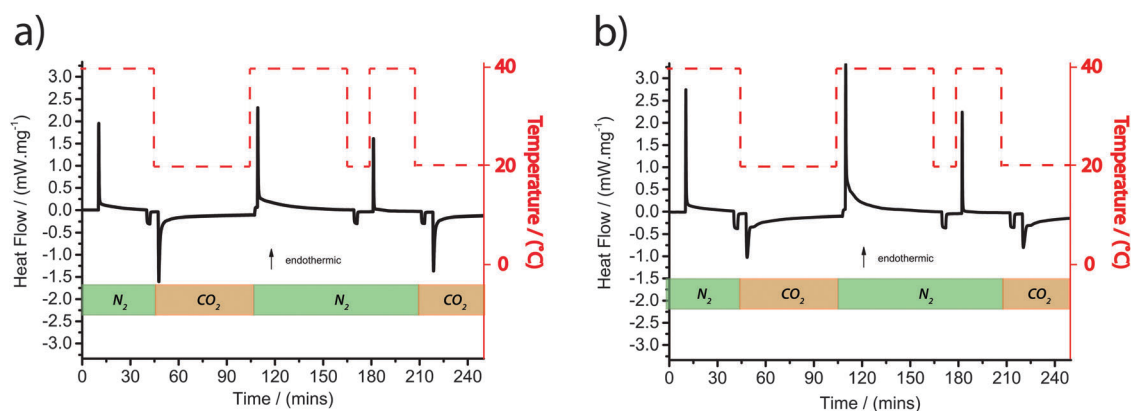 a)
3.0
2.5
2.0
1.5
1.0
0.5
0.0
-0.5
-1.0
-1.5
-2.0
-2.5
-3.0
Heat Flow / (mW.mg⁻¹)
endothermic
N₂ CO₂ N₂ CO₂
0 30 60 90 120 150 180 210 240
Time / (mins)
40
20
0
Temperature / (°C)
b)
3.0
2.5
2.0
1.5
1.0
0.5
0.0
-0.5
-1.0
-1.5
-2.0
-2.5
-3.0
Heat Flow / (mW.mg⁻¹)
endothermic
N₂ CO₂ N₂ CO₂
0 30 60 90 120 150 180 210 240
Time / (mins)
40
20
0
Temperature / (°C)